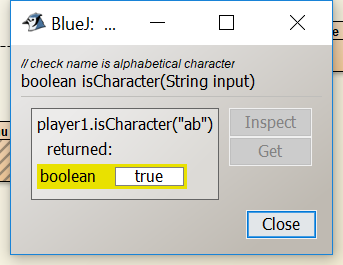 BlueJ: ...
// check name is alphabetical character
boolean isCharacter(String input)
player1.isCharacter("ab")
returned:
boolean true
Inspect
Get
Close
e
u